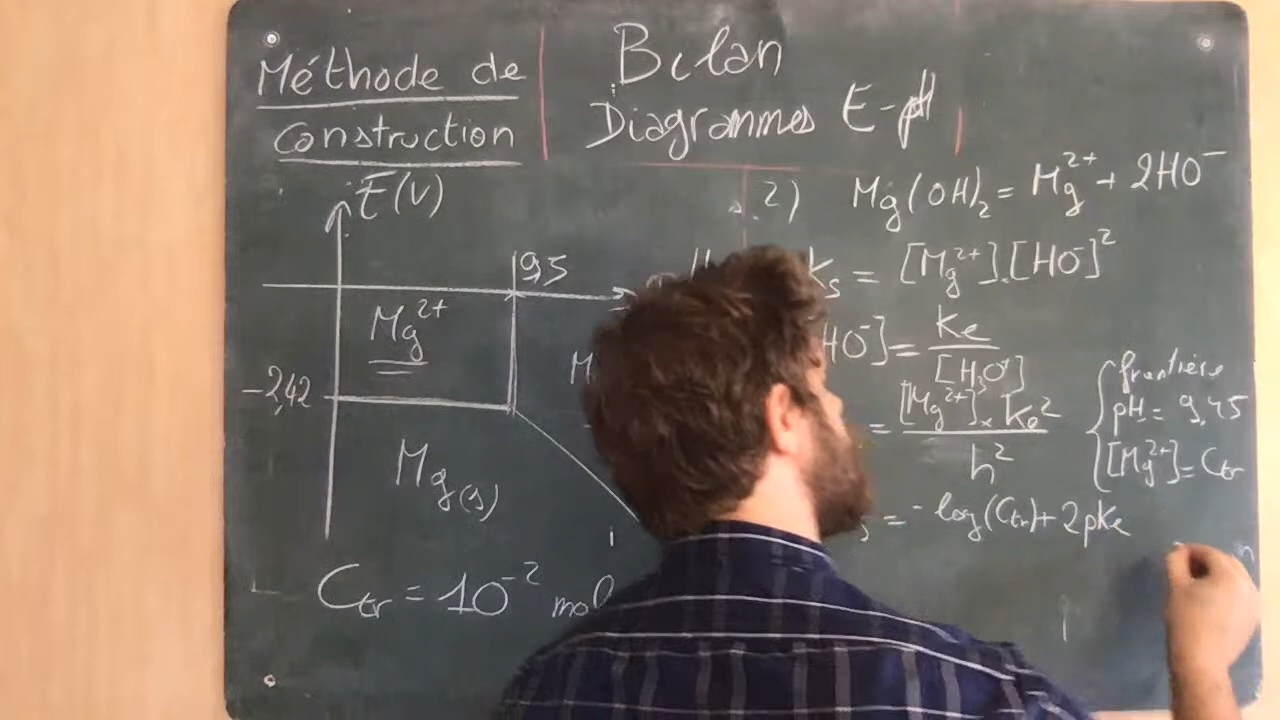 Méthode de
Construction
Bilan
Diagrammes E-pH
E(V)
9,5
Mg²⁺
-2,42
Mg(s)
Ctr = 10⁻² mol
2) Mg(OH)₂ = Mg²⁺ + 2HO⁻
Ks = [Mg²⁺].[HO⁻]²
HO⁻] = Ke / [H₃O⁺]
= [Mg²⁺] x Ke² / h²
frontière
pH = 9,45
[Mg²⁺] = Ctr
= -log(Ctr) + 2pKe